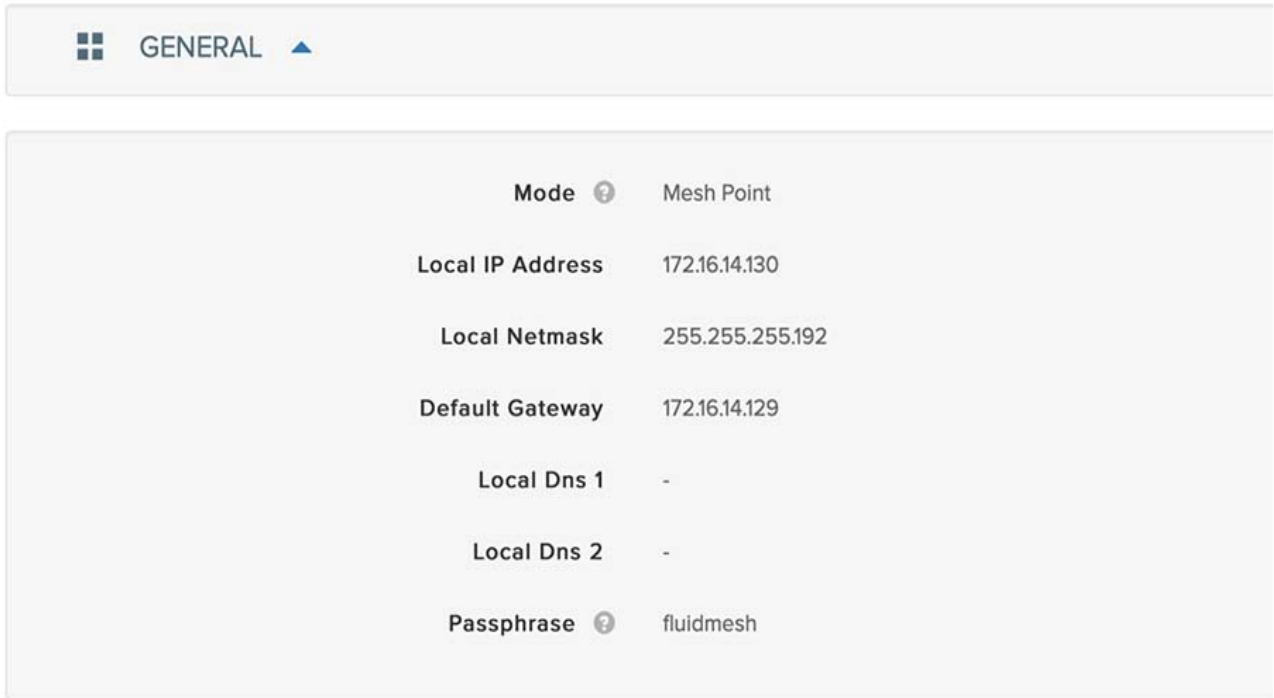 GENERAL
Mode ? Mesh Point
Local IP Address 172.16.14.130
Local Netmask 255.255.255.192
Default Gateway 172.16.14.129
Local Dns 1 -
Local Dns 2 -
Passphrase ? fluidmesh